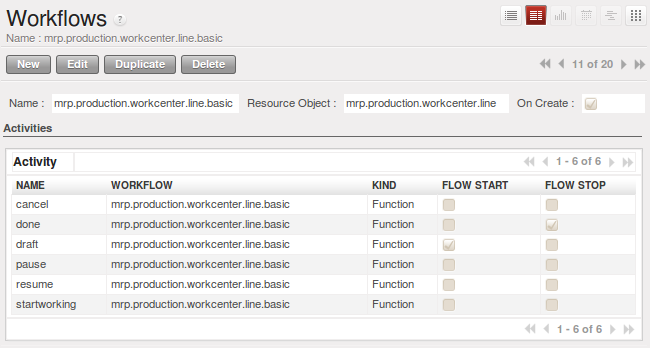 Workflows ?
Name : mrp.production.workcenter.line.basic
New Edit Duplicate Delete 11 of 20
Name : mrp.production.workcenter.line.basic Resource Object : mrp.production.workcenter.line On Create :
Activities
Activity 1 - 6 of 6
NAME WORKFLOW KIND FLOW START FLOW STOP
cancel mrp.production.workcenter.line.basic Function
done mrp.production.workcenter.line.basic Function
draft mrp.production.workcenter.line.basic Function
pause mrp.production.workcenter.line.basic Function
resume mrp.production.workcenter.line.basic Function
startworking mrp.production.workcenter.line.basic Function
1 - 6 of 6